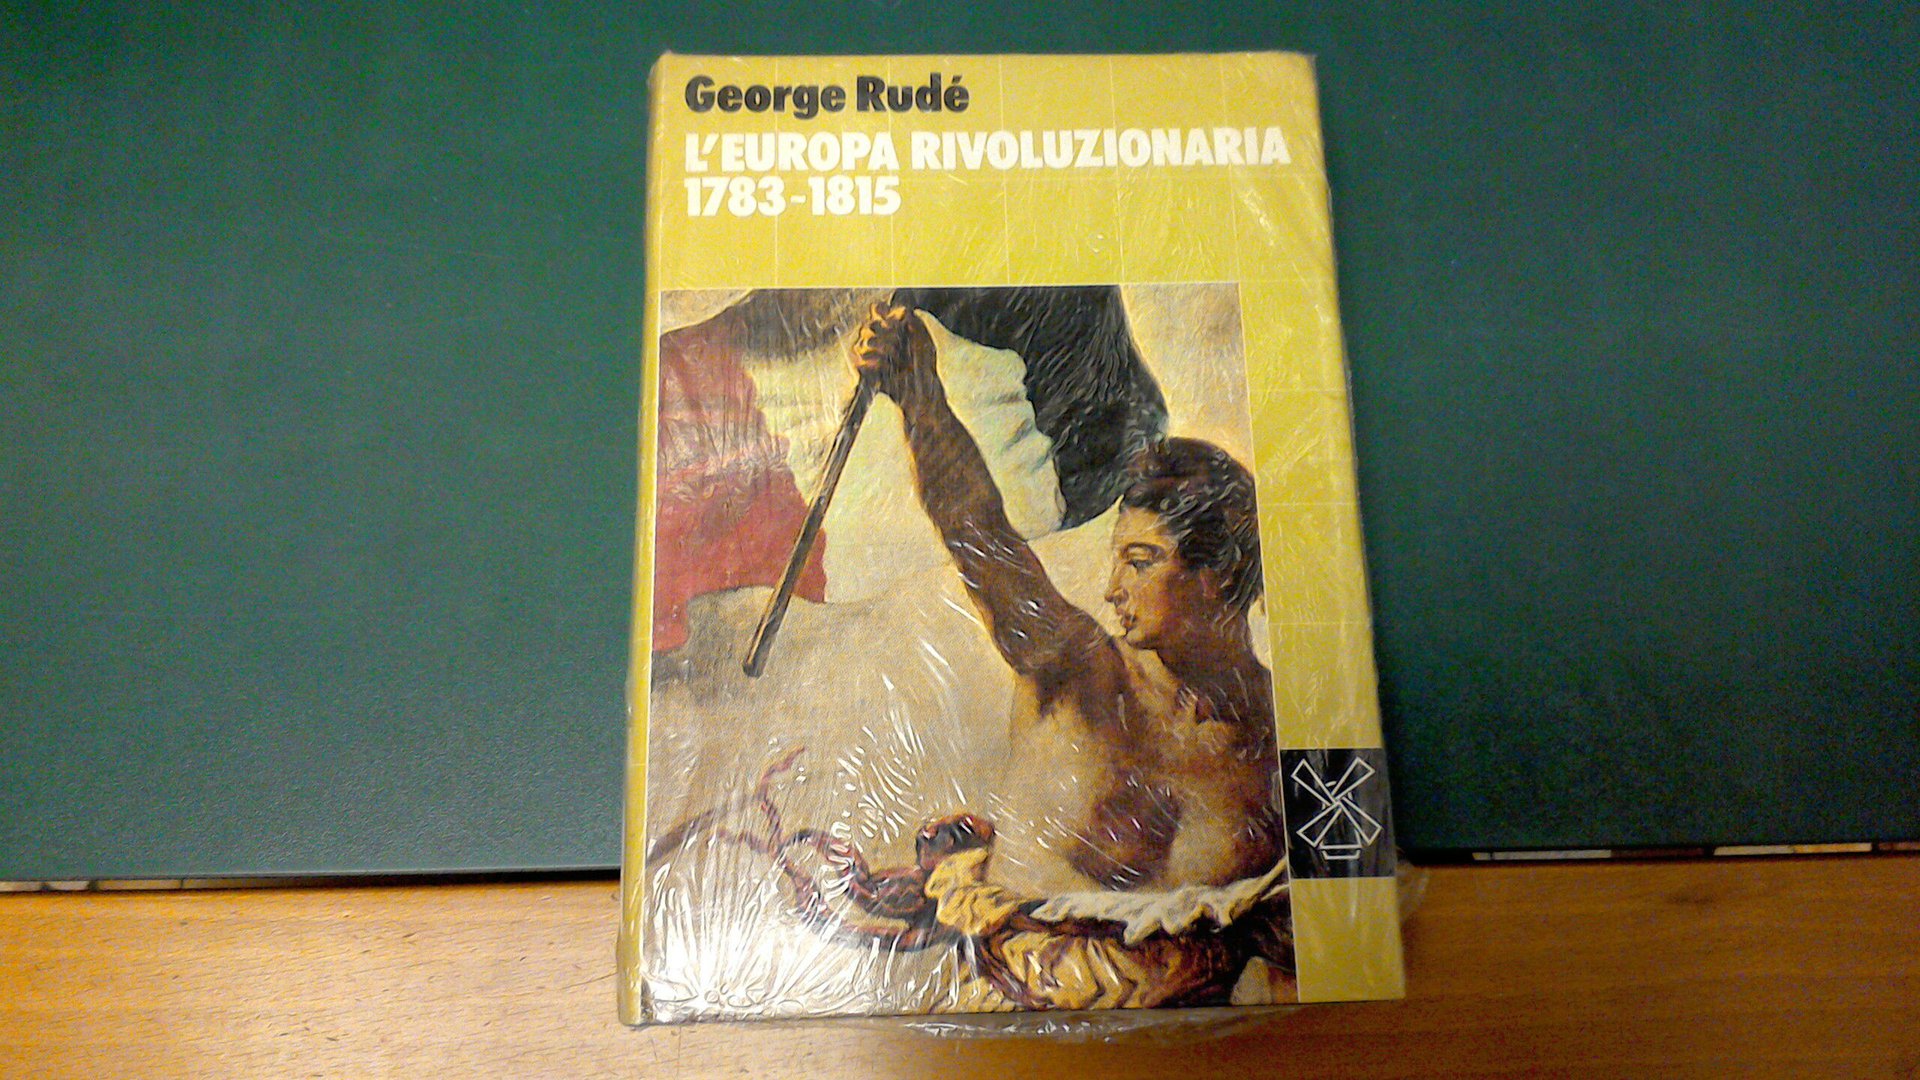 George Rudé
L'EUROPA RIVOLUZIONARIA
1783-1815